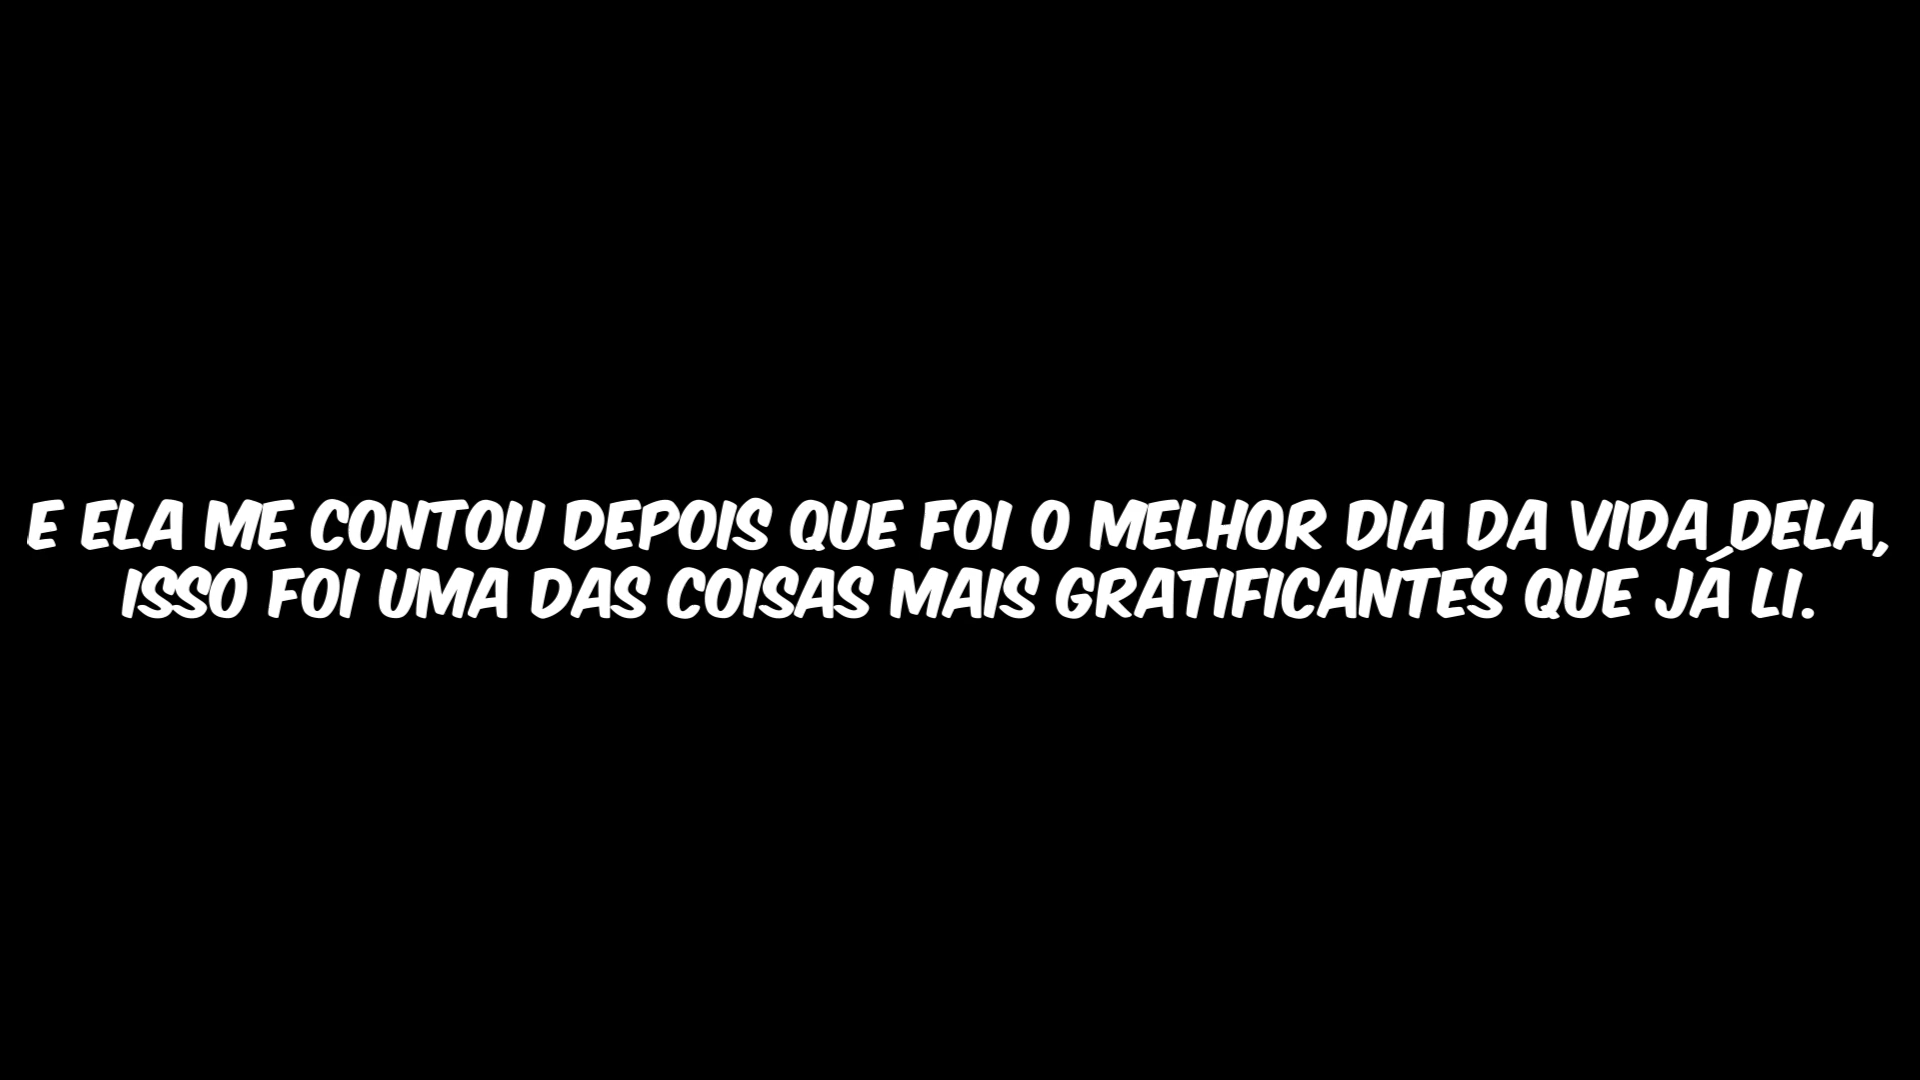 E ELA ME CONTOU DEPOIS QUE FOI O MELHOR DIA DA VIDA DELA,
ISSO FOI UMA DAS COISAS MAIS GRATIFICANTES QUE JÁ LI.